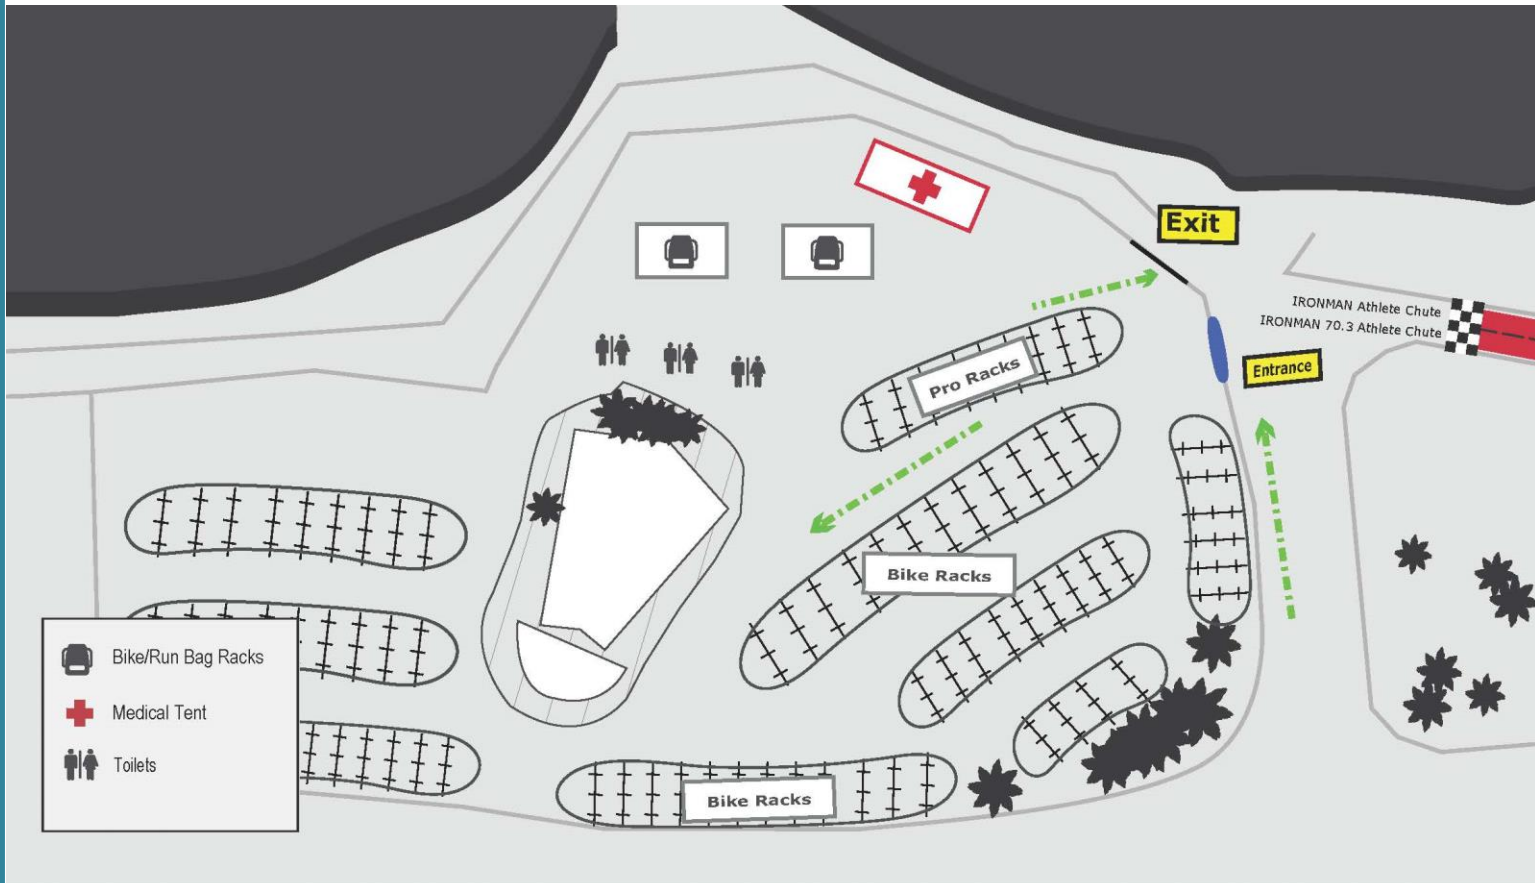 Exit
IRONMAN Athlete Chute
IRONMAN 70.3 Athlete Chute
Entrance
Pro Racks
Bike Racks
Bike/Run Bag Racks
Medical Tent
Toilets
Bike Racks